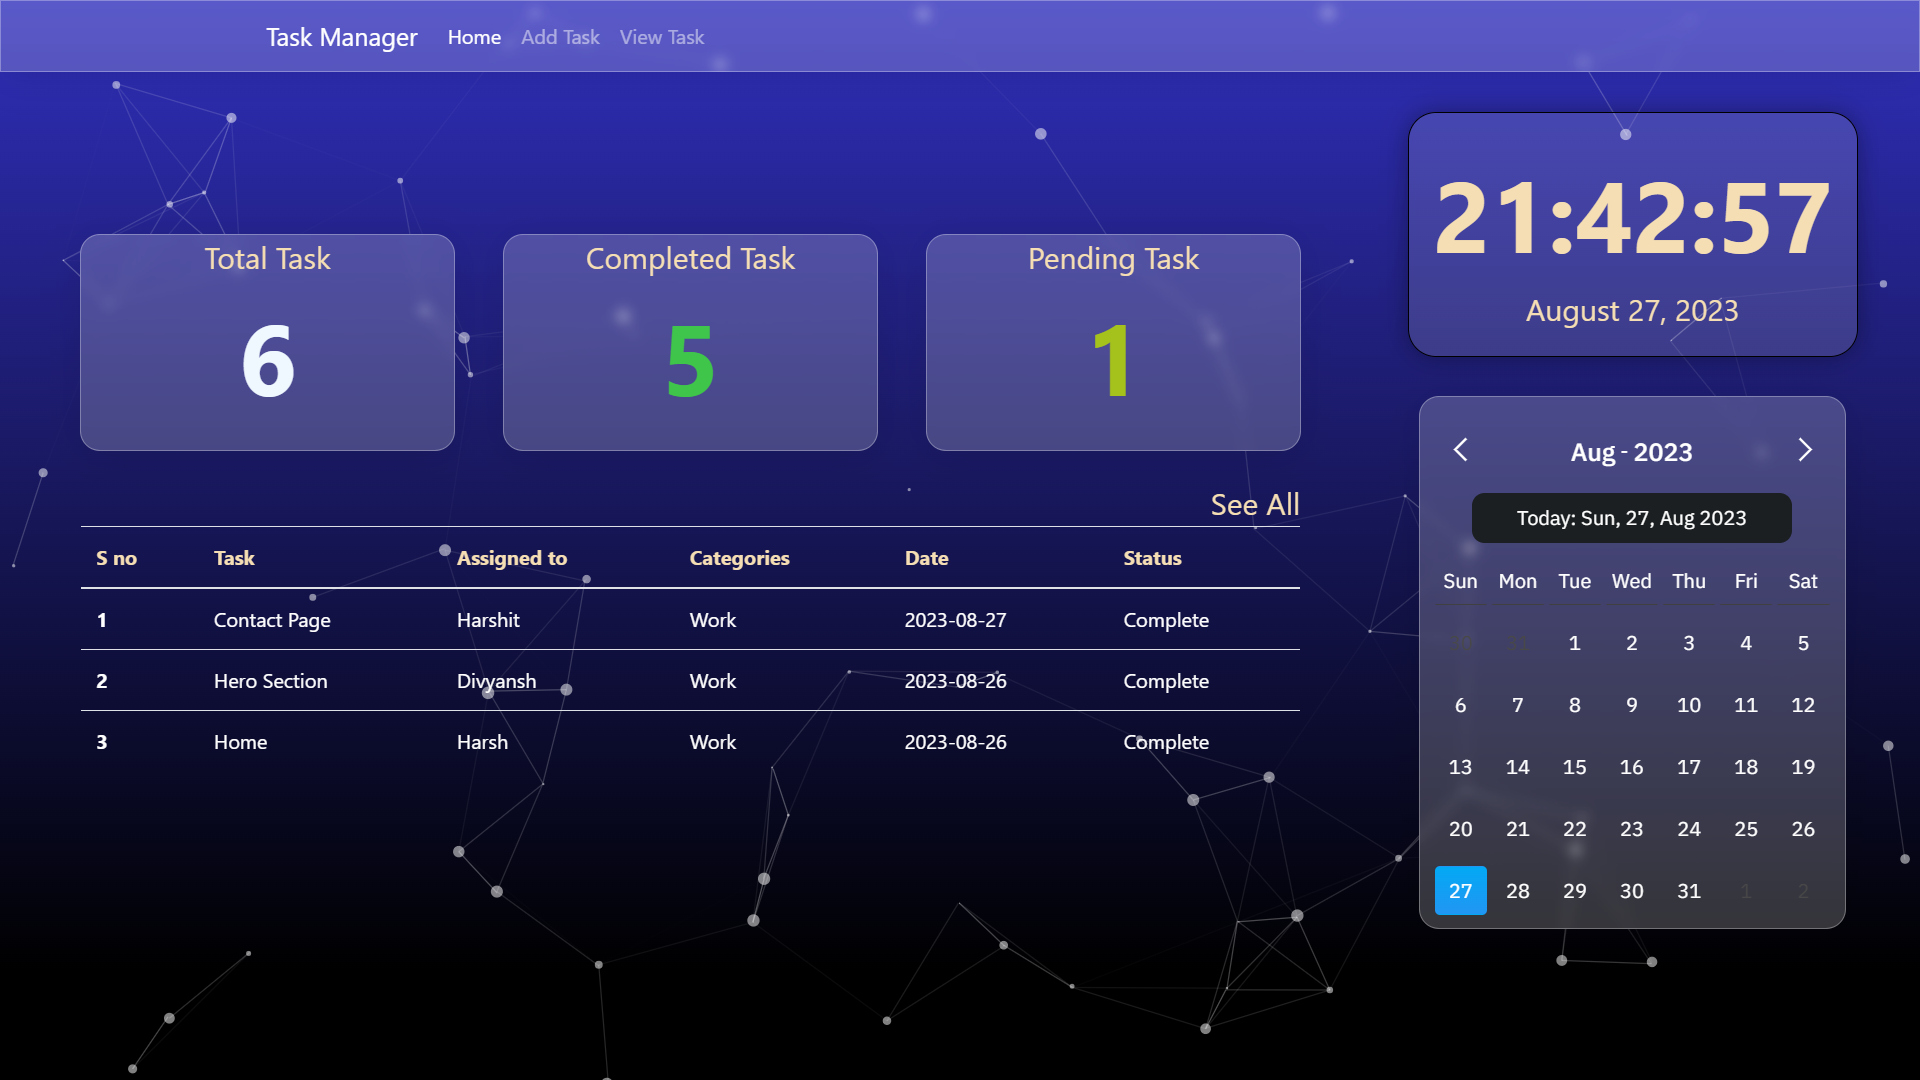 Task Manager Home Add Task View Task
Total Task
6
Completed Task
5
Pending Task
1
21:42:57
August 27, 2023
See All
S no Task Assigned to Categories Date Status
1 Contact Page Harshit Work 2023-08-27 Complete
2 Hero Section Divyansh Work 2023-08-26 Complete
3 Home Harsh Work 2023-08-26 Complete
Aug - 2023
Today: Sun, 27, Aug 2023
Sun Mon Tue Wed Thu Fri Sat
30 31 1 2 3 4 5
6 7 8 9 10 11 12
13 14 15 16 17 18 19
20 21 22 23 24 25 26
27 28 29 30 31 1 2